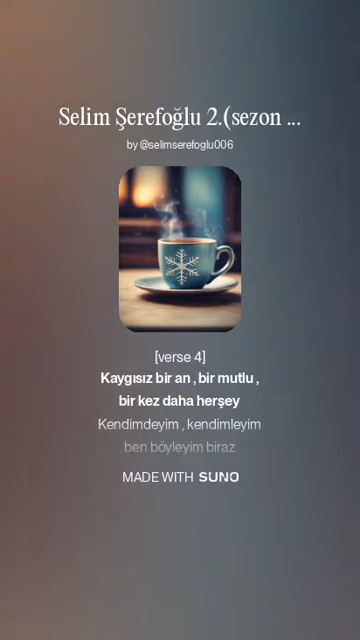 Selim Şerefoğlu 2.(sezon ...
by @selimserefoglu006
[verse 4]
Kaygısız bir an , bir mutlu ,
bir kez daha herşey
Kendimdeyim , kendimleyim
ben böyleyim biraz
MADE WITH SUNO